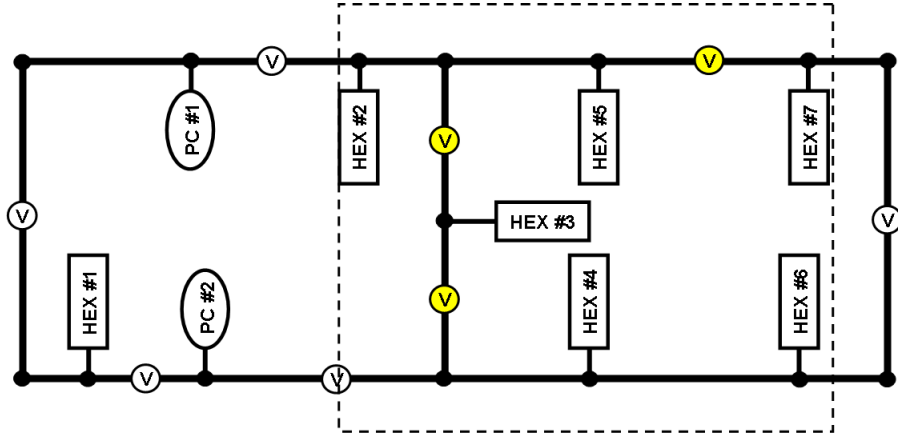 V
V
PC #1
HEX #2
HEX #5
HEX #7
V
V
HEX #3
V
HEX #1
PC #2
V
HEX #4
HEX #6
V
V